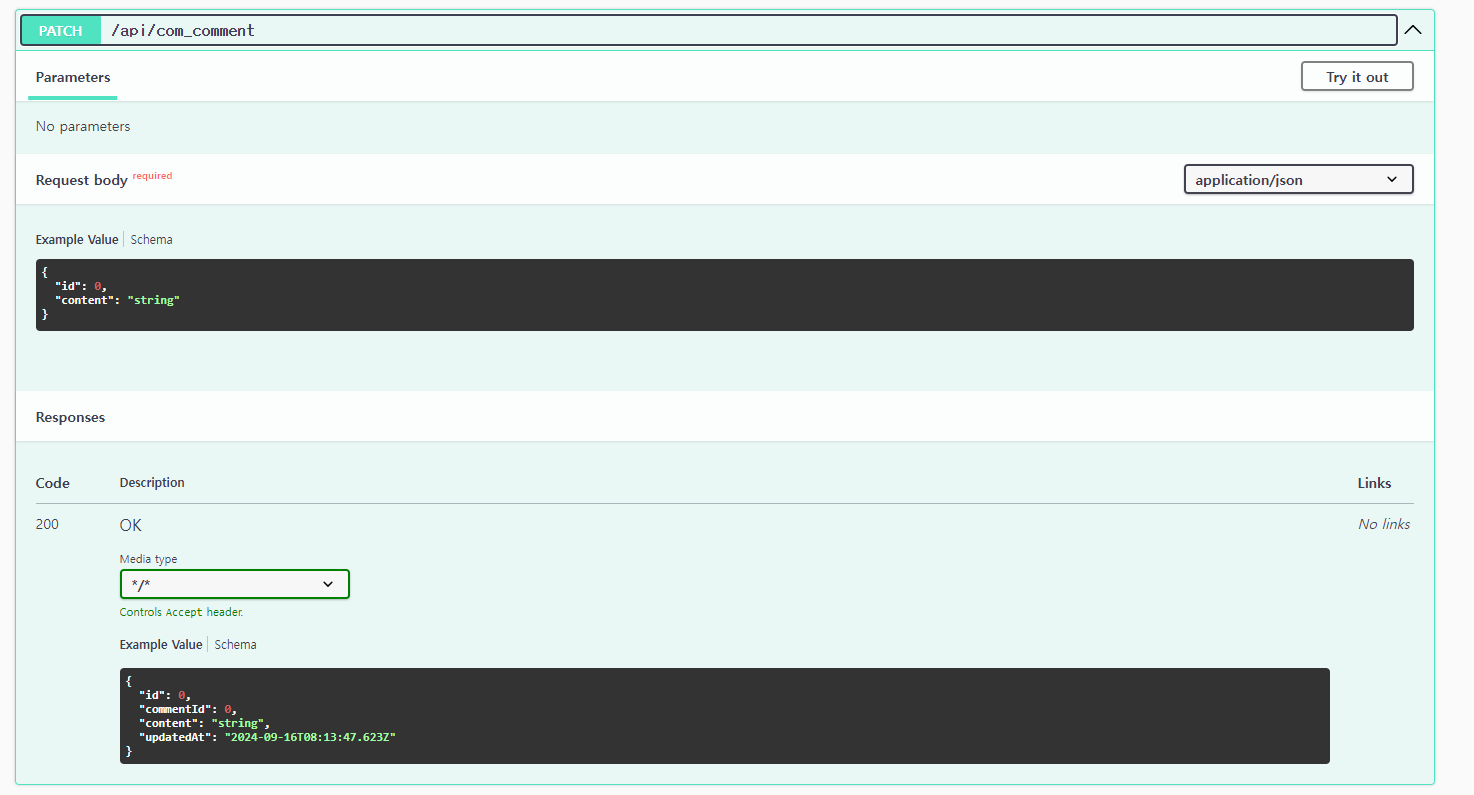 PATCH /api/com_comment
Parameters
Try it out
No parameters
Request body required
application/json
Example Value Schema
{
  "id": 0,
  "content": "string"
}
Responses
Code Description Links
200 OK No links
Media type
*/*
Controls Accept header.
Example Value Schema
{
  "id": 0,
  "commentId": 0,
  "content": "string",
  "updatedAt": "2024-09-16T08:13:47.623Z"
}